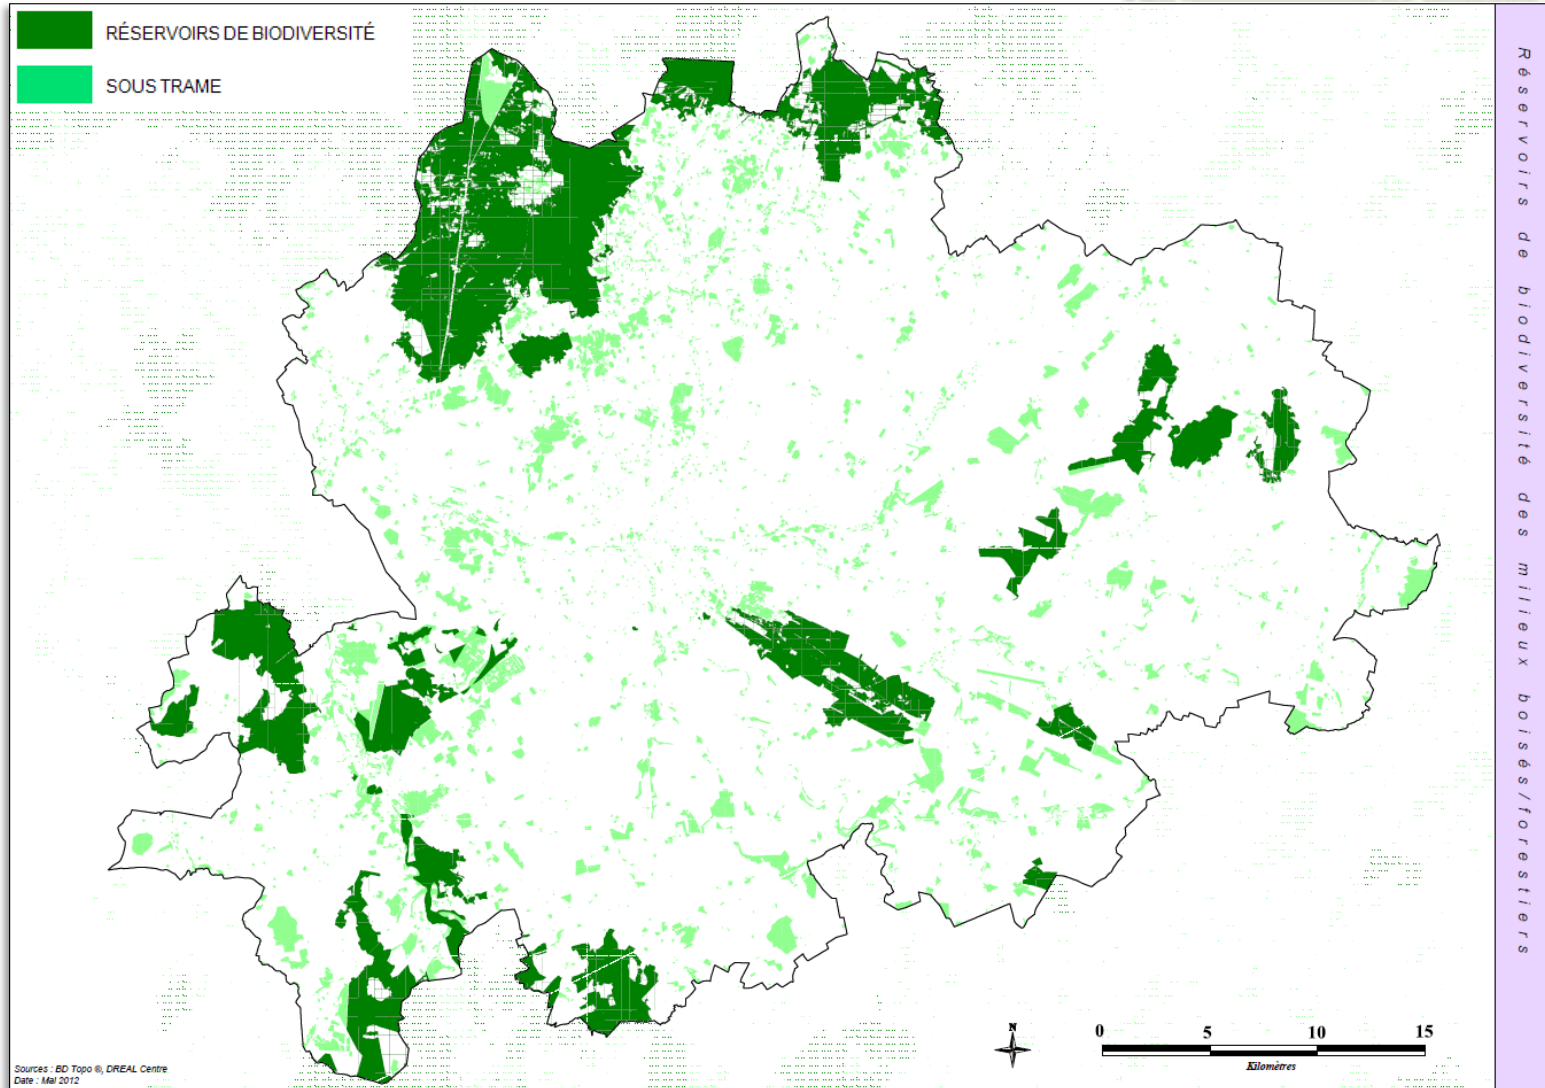 RÉSERVOIRS DE BIODIVERSITÉ
SOUS TRAME
Réservoirs de biodiversité des milieux boisés/forestiers
N
0 5 10 15
Kilomètres
Sources : BD Topo ®, DREAL Centre
Date : Mai 2012